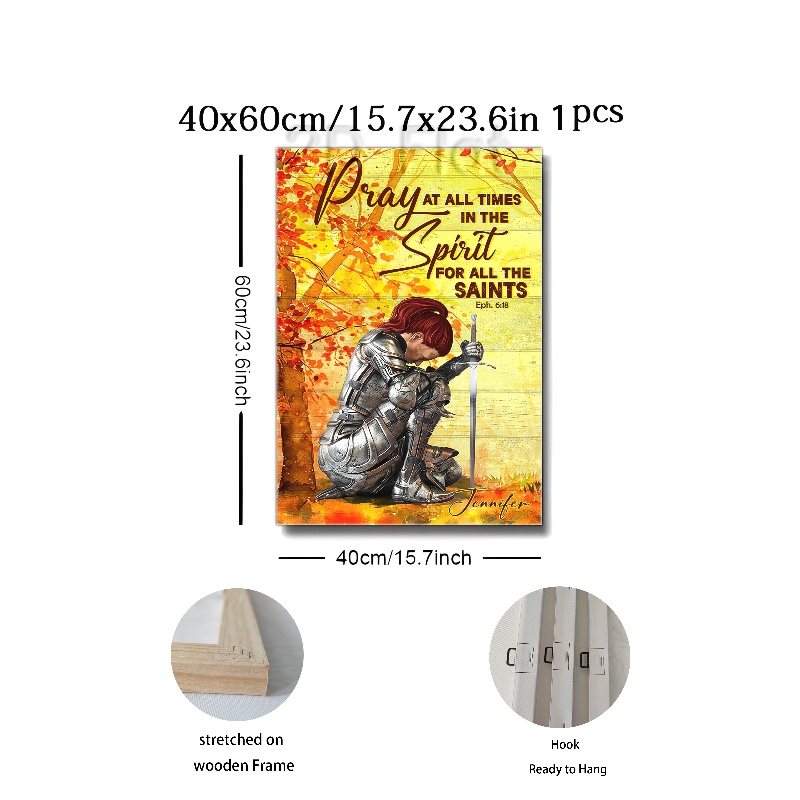 40x60cm/15.7x23.6in 1pcs
Pray AT ALL TIMES
IN THE
Spirit
FOR ALL THE
SAINTS
Eph. 6:18
Jennifer
60cm/23.6inch
40cm/15.7inch
stretched on
wooden Frame
Hook
Ready to Hang